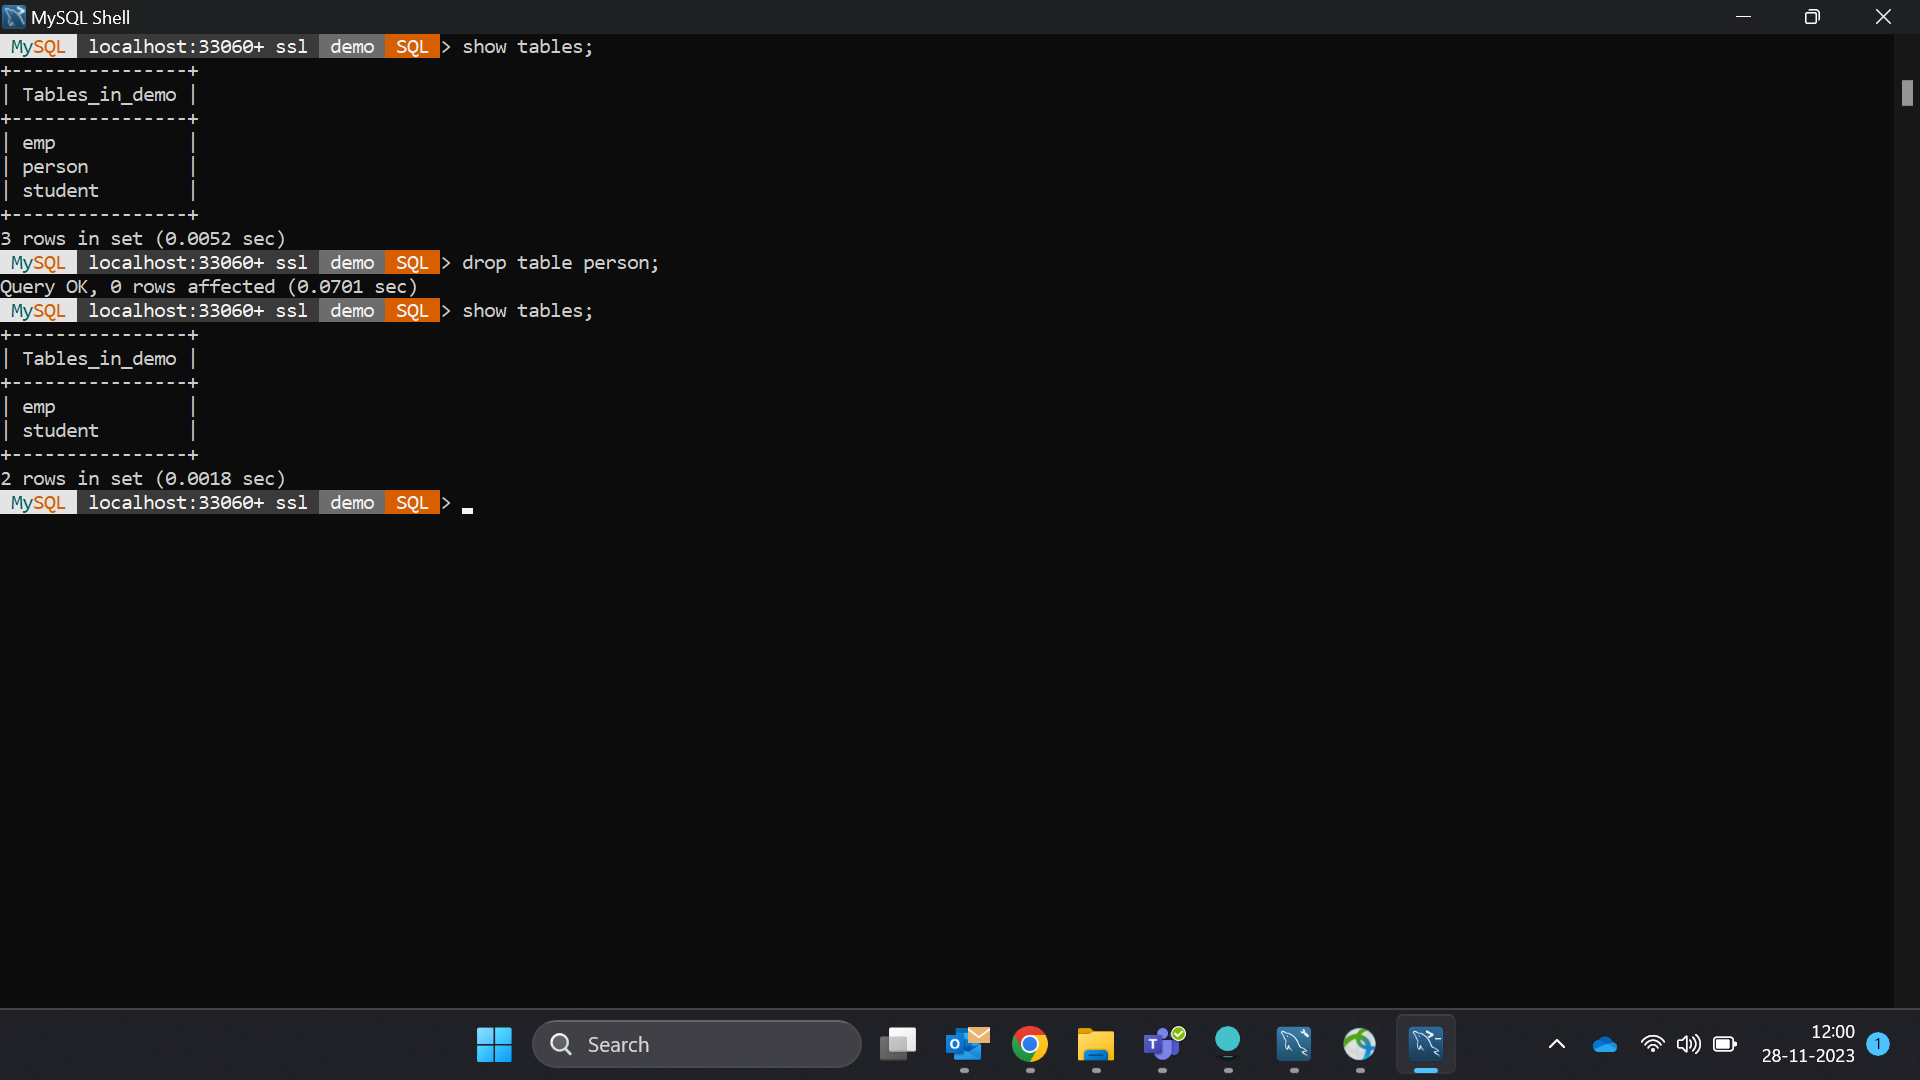 MySQL Shell
MySQL localhost:33060+ ssl demo SQL > show tables;
+----------------+
| Tables_in_demo |
+----------------+
| emp            |
| person         |
| student        |
+----------------+
3 rows in set (0.0052 sec)
MySQL localhost:33060+ ssl demo SQL > drop table person;
Query OK, 0 rows affected (0.0701 sec)
MySQL localhost:33060+ ssl demo SQL > show tables;
+----------------+
| Tables_in_demo |
+----------------+
| emp            |
| student        |
+----------------+
2 rows in set (0.0018 sec)
MySQL localhost:33060+ ssl demo SQL > _
Search
12:00
28-11-2023
1